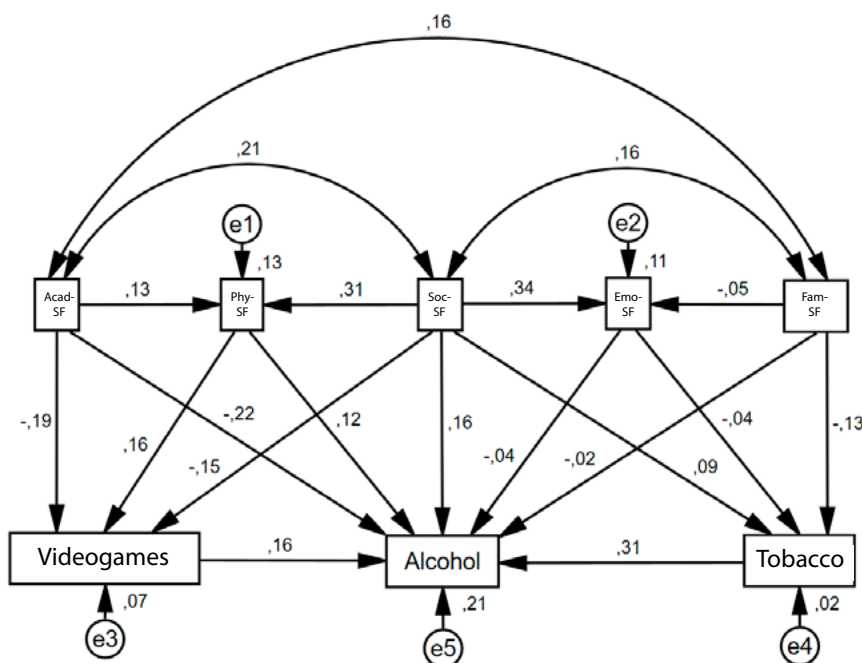 ,16
,21
,16
e1
e2
,13
,11
Acad-
SF
,13
Phy-
SF
,31
Soc-
SF
,34
Emo-
SF
-,05
Fam-
SF
-,19
,16
-,22
-,15
,12
,16
-,04
-,02
,09
-,04
-,13
Videogames
,16
Alcohol
,31
Tobacco
,07
,21
,02
e3
e5
e4